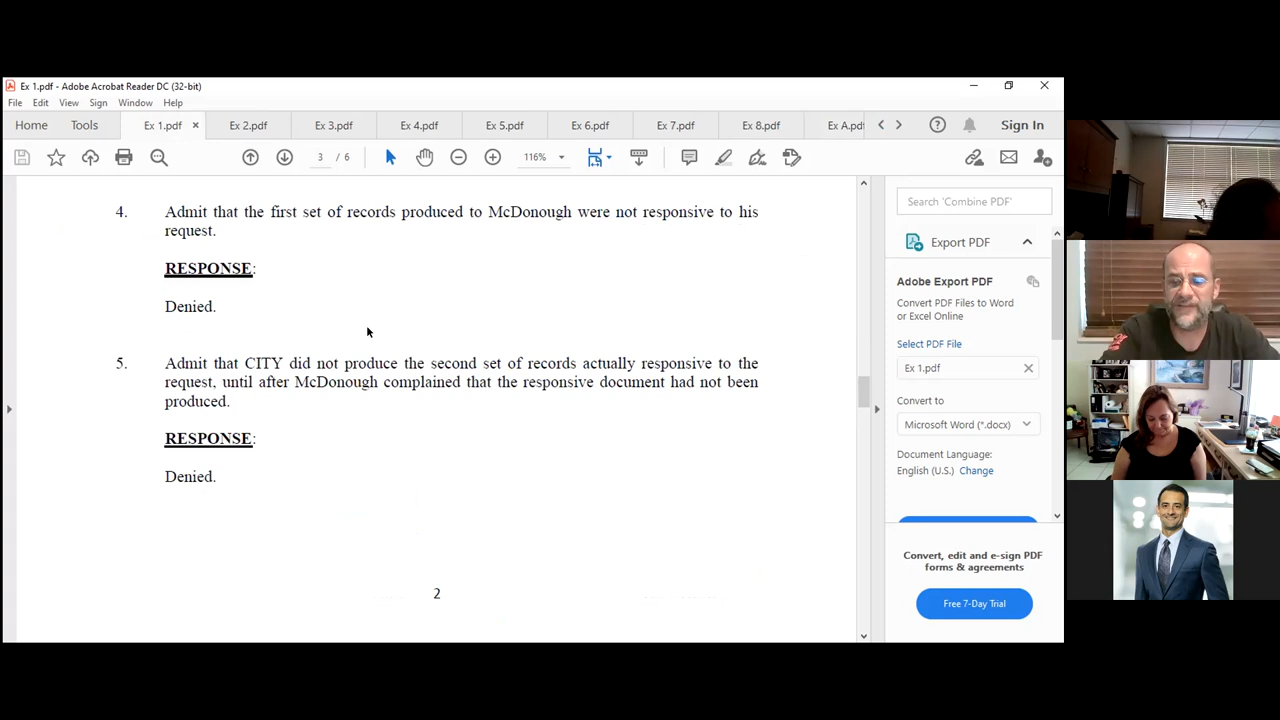 Ex 1.pdf - Adobe Acrobat Reader DC (32-bit)
File Edit View Sign Window Help
Home Tools Ex 1.pdf × Ex 2.pdf Ex 3.pdf Ex 4.pdf Ex 5.pdf Ex 6.pdf Ex 7.pdf Ex 8.pdf Ex A.pdf Sign In
3 / 6 116%
4. Admit that the first set of records produced to McDonough were not responsive to his
request.
RESPONSE:
Denied.
5. Admit that CITY did not produce the second set of records actually responsive to the
request, until after McDonough complained that the responsive document had not been
produced.
RESPONSE:
Denied.
2
Search 'Combine PDF'
Export PDF
Adobe Export PDF
Convert PDF Files to Word
or Excel Online
Select PDF File
Ex 1.pdf
Convert to
Microsoft Word (*.docx)
Document Language:
English (U.S.) Change
Convert, edit and e-sign PDF
forms & agreements
Free 7-Day Trial